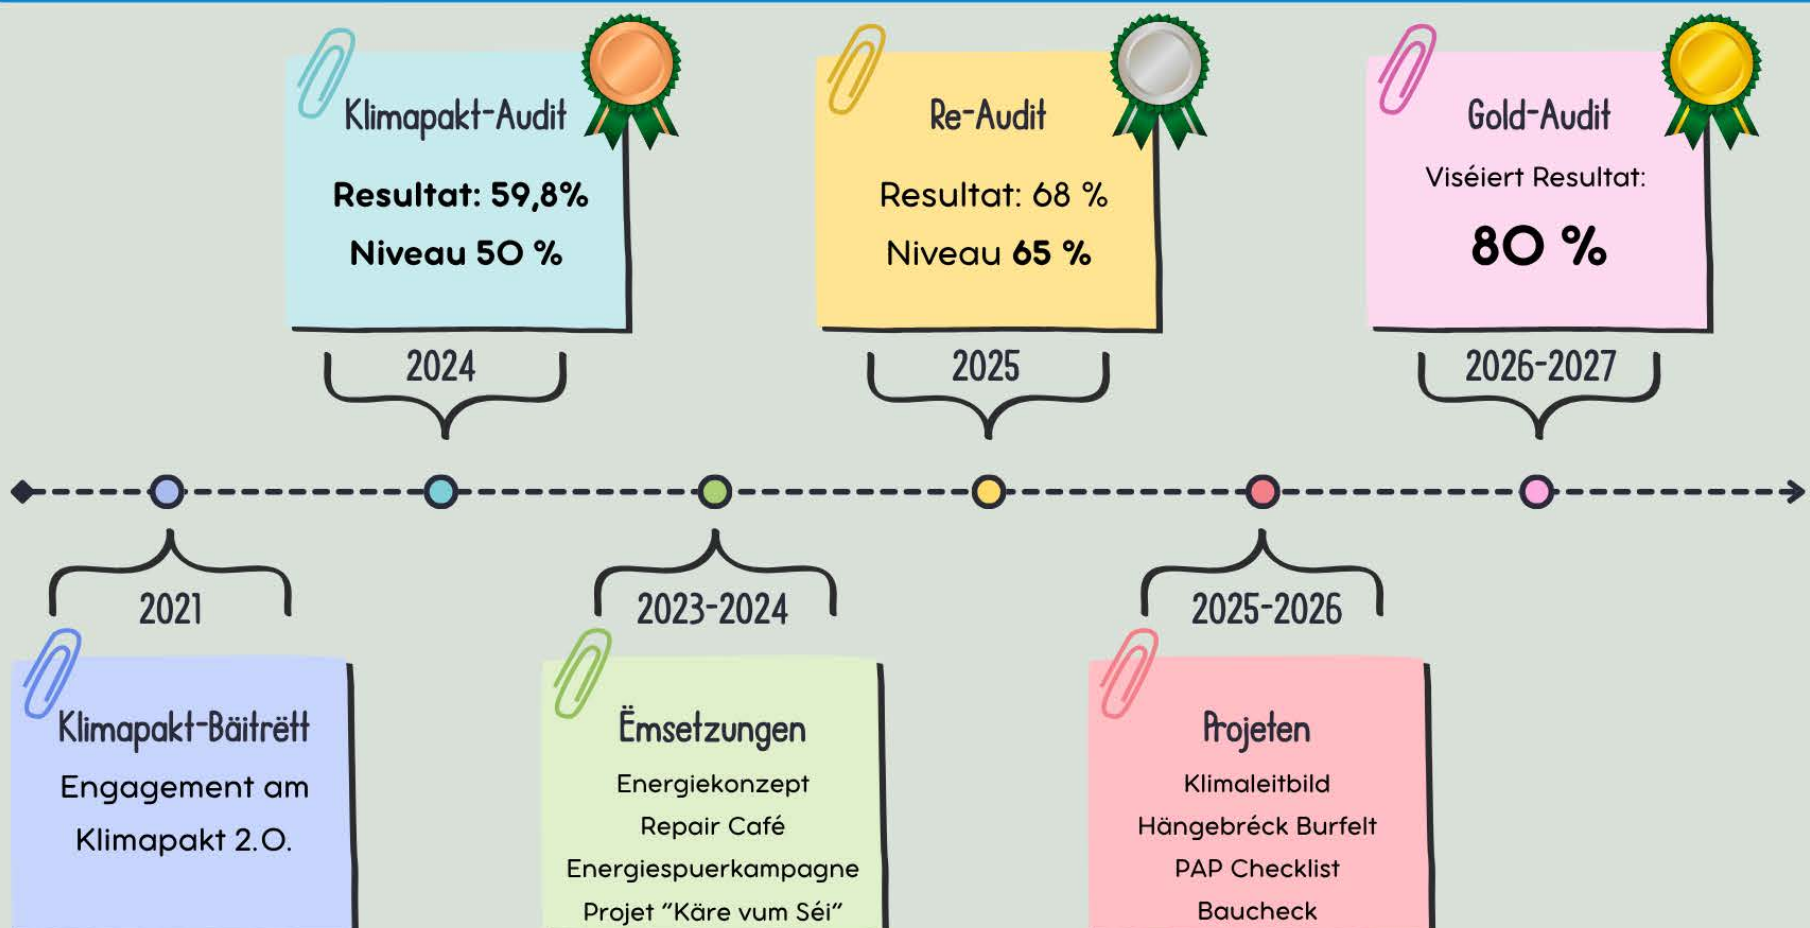 Klimapakt-Audit
Resultat: 59,8%
Niveau 50 %
2024
Re-Audit
Resultat: 68 %
Niveau 65 %
2025
Gold-Audit
Viséiert Resultat:
80 %
2026-2027
2021
Klimapakt-Bäitrëtt
Engagement am
Klimapakt 2.0.
2023-2024
Ëmsetzungen
Energiekonzept
Repair Café
Energiespuerkampagne
Projet "Käre vum Séi"
2025-2026
Projeten
Klimaleitbild
Hängebréck Burfelt
PAP Checklist
Baucheck